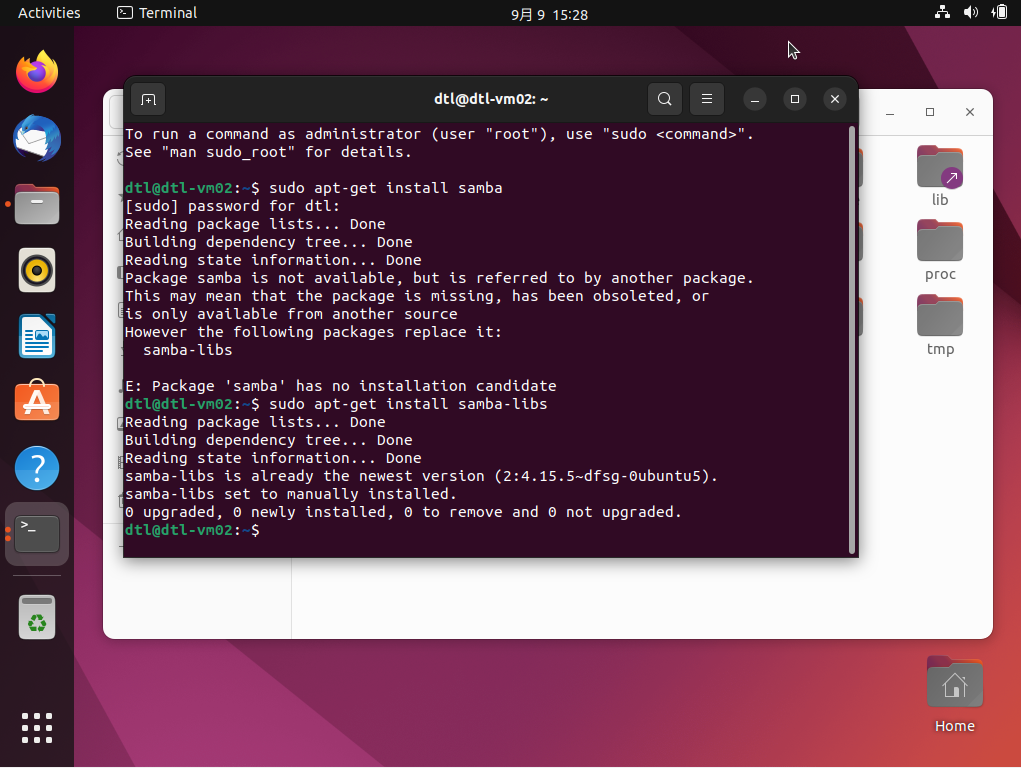 Activities
Terminal
9月 9 15:28
dtl@dtl-vm02: ~
To run a command as administrator (user "root"), use "sudo <command>".
See "man sudo_root" for details.
dtl@dtl-vm02:~$ sudo apt-get install samba
[sudo] password for dtl:
Reading package lists... Done
Building dependency tree... Done
Reading state information... Done
Package samba is not available, but is referred to by another package.
This may mean that the package is missing, has been obsoleted, or
is only available from another source
However the following packages replace it:
samba-libs
E: Package 'samba' has no installation candidate
dtl@dtl-vm02:~$ sudo apt-get install samba-libs
Reading package lists... Done
Building dependency tree... Done
Reading state information... Done
samba-libs is already the newest version (2:4.15.5~dfsg-0ubuntu5).
samba-libs set to manually installed.
0 upgraded, 0 newly installed, 0 to remove and 0 not upgraded.
dtl@dtl-vm02:~$
lib
proc
tmp
Home